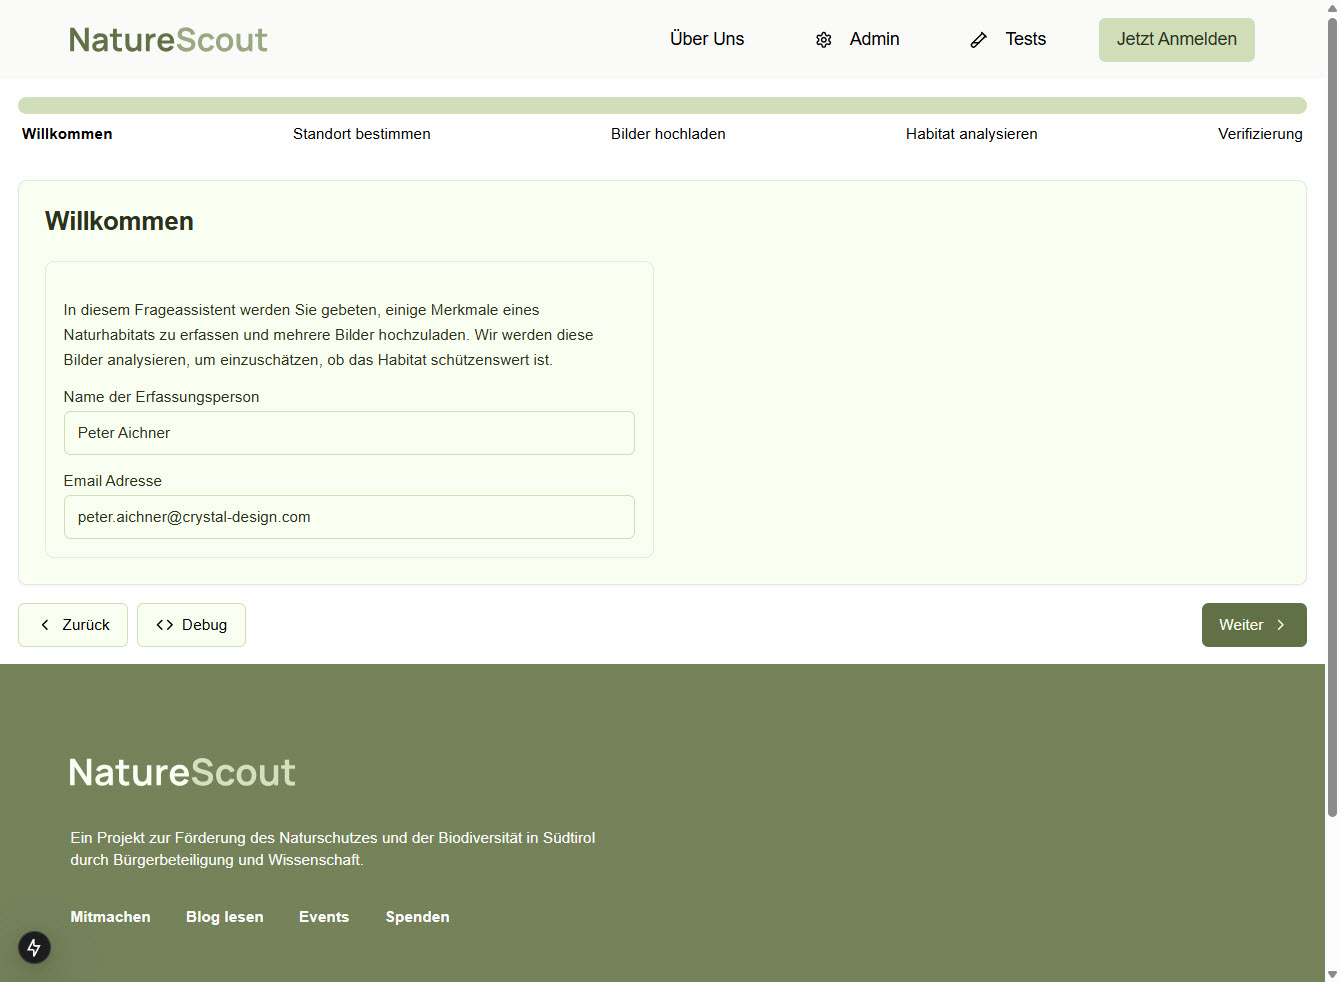 NatureScout
Über Uns
Admin
Tests
Jetzt Anmelden
Willkommen
Standort bestimmen
Bilder hochladen
Habitat analysieren
Verifizierung
Willkommen
In diesem Frageassistent werden Sie gebeten, einige Merkmale eines
Naturhabitats zu erfassen und mehrere Bilder hochzuladen. Wir werden diese
Bilder analysieren, um einzuschätzen, ob das Habitat schützenswert ist.
Name der Erfassungsperson
Peter Aichner
Email Adresse
peter.aichner@crystal-design.com
Zurück
Debug
Weiter
NatureScout
Ein Projekt zur Förderung des Naturschutzes und der Biodiversität in Südtirol
durch Bürgerbeteiligung und Wissenschaft.
Mitmachen
Blog lesen
Events
Spenden